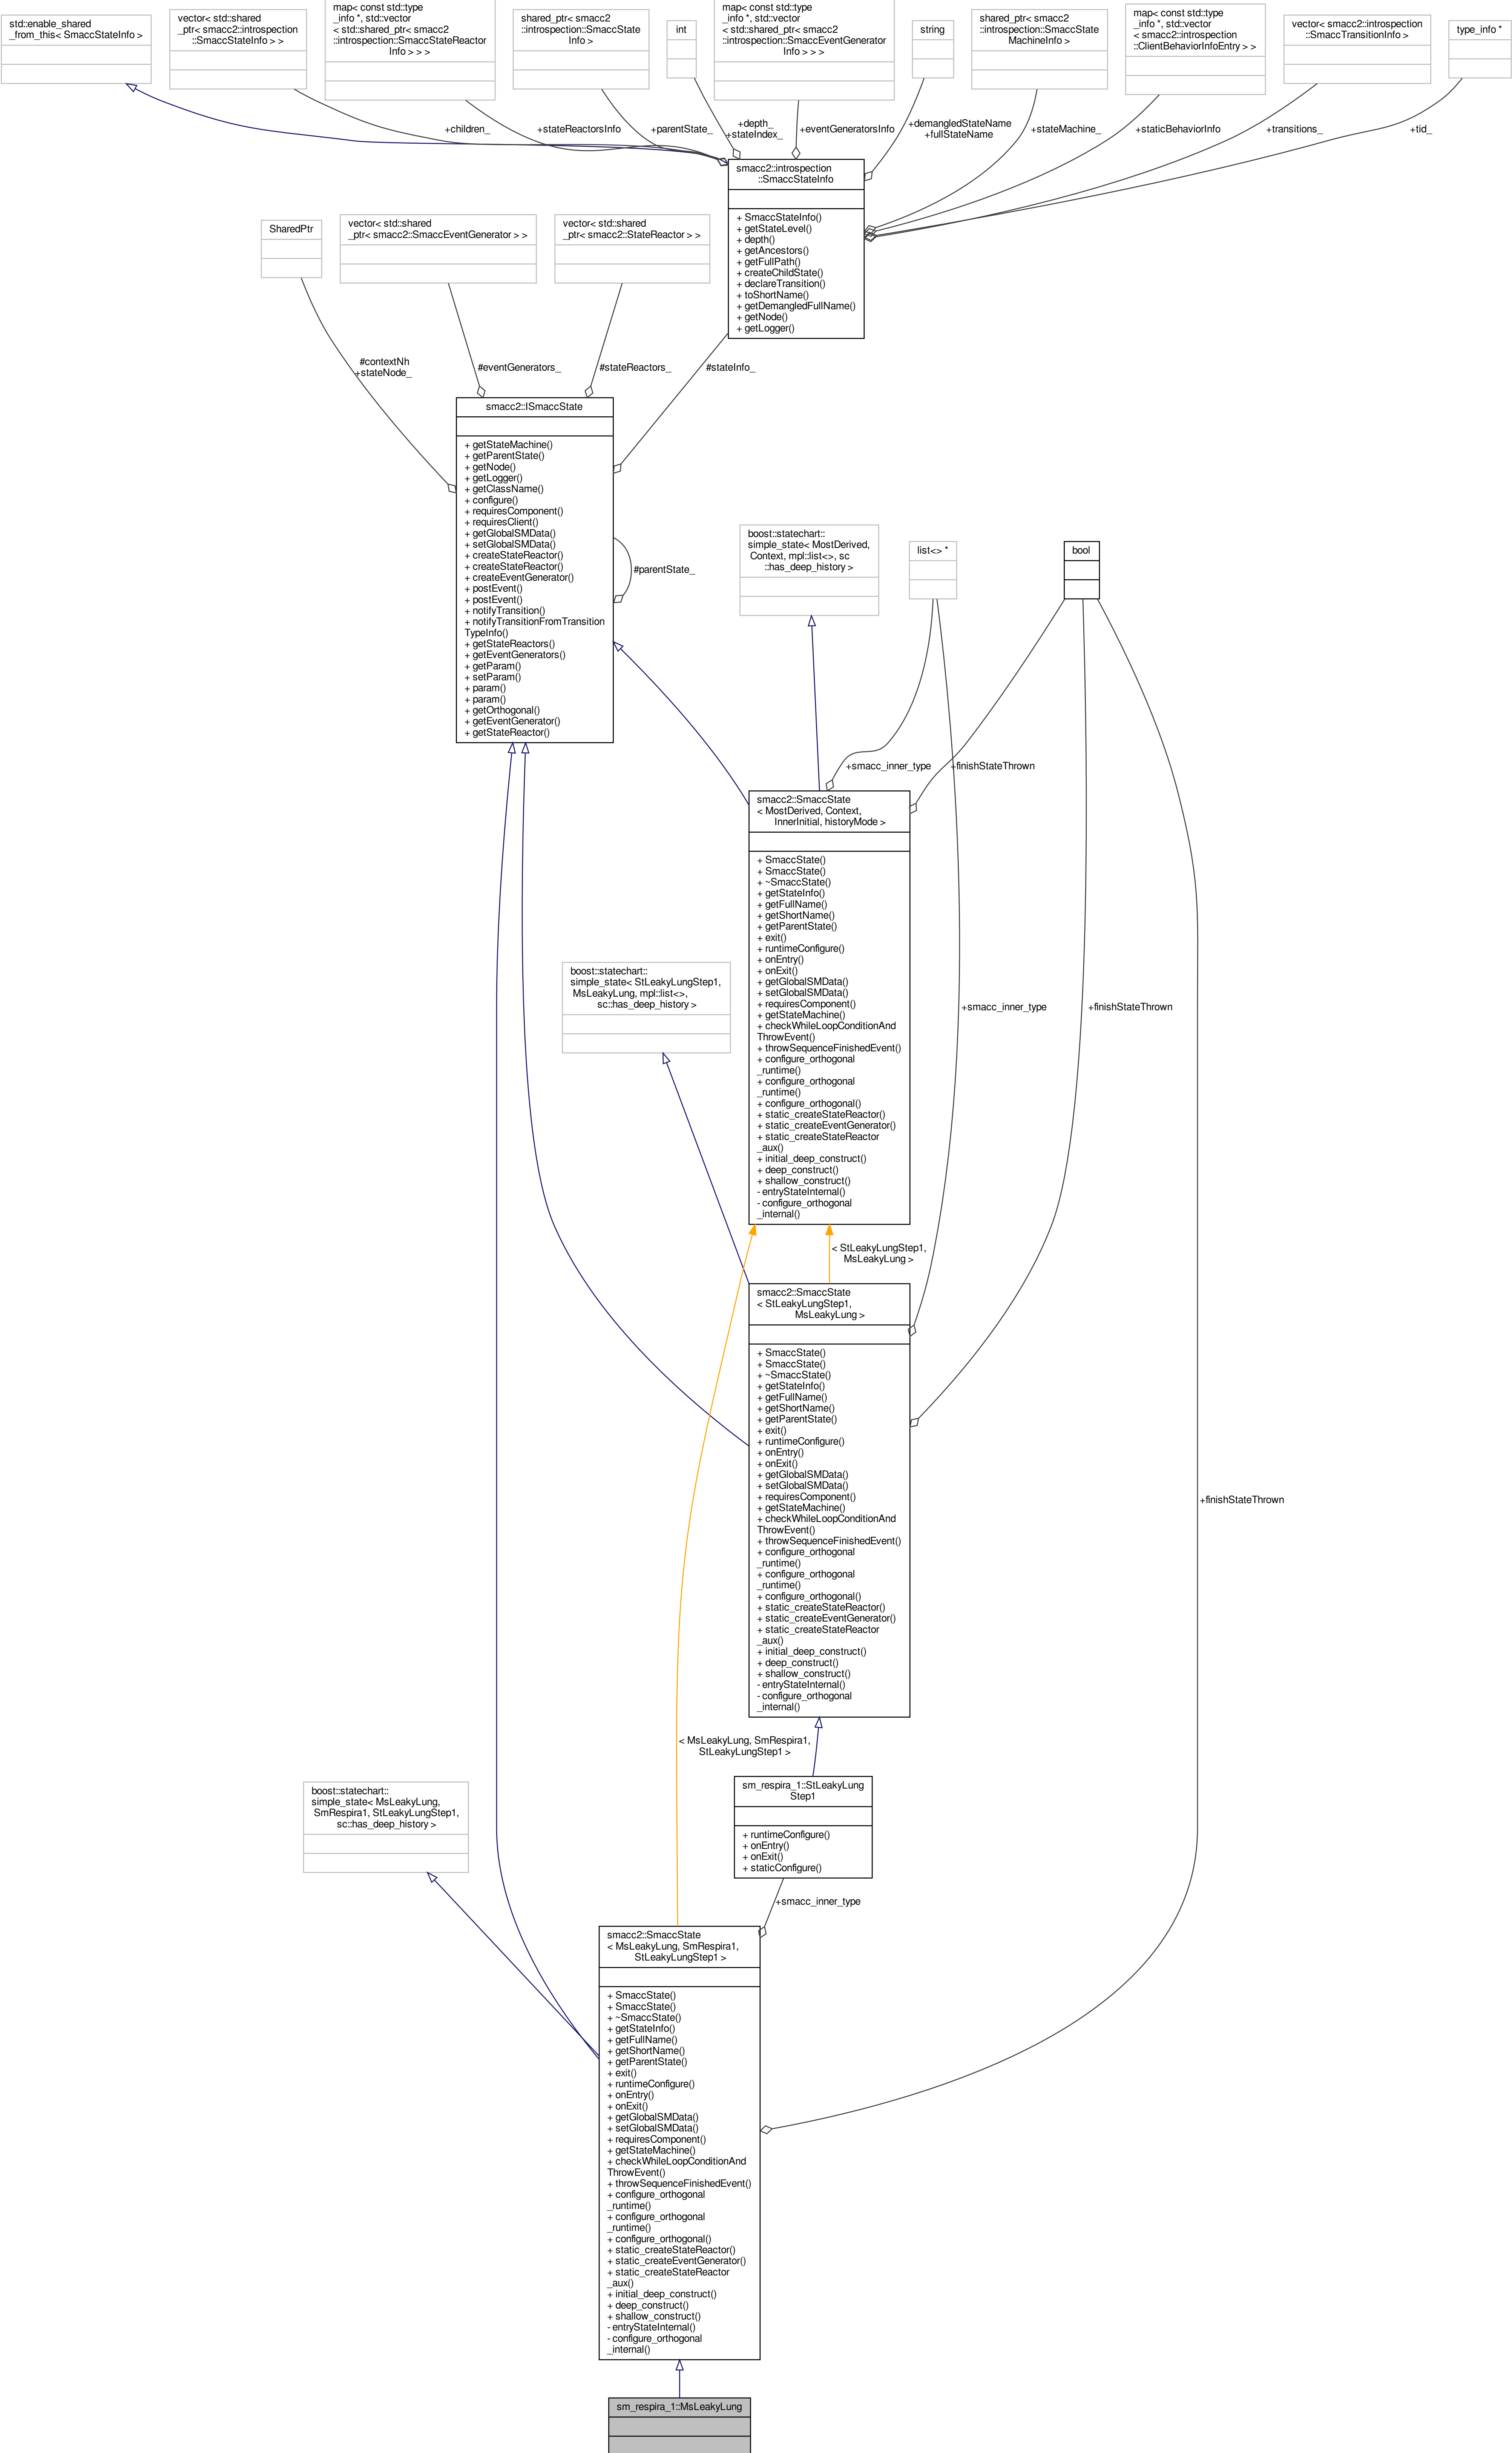 std::enable_shared
_from_this< SmaccStateInfo >
vector< std::shared
_ptr< smacc2::introspection
::SmaccStateInfo > >
map< const std::type
_info *, std::vector
< std::shared_ptr< smacc2
::introspection::SmaccStateReactor
Info > > >
shared_ptr< smacc2
::introspection::SmaccState
Info >
int
map< const std::type
_info *, std::vector
< std::shared_ptr< smacc2
::introspection::SmaccEventGenerator
Info > > >
string
shared_ptr< smacc2
::introspection::SmaccState
MachineInfo >
map< const std::type
_info *, std::vector
< smacc2::introspection
::ClientBehaviorInfoEntry > >
vector< smacc2::introspection
::SmaccTransitionInfo >
type_info *
+children_
+stateReactorsInfo
+parentState_
+depth_
+stateIndex_
+eventGeneratorsInfo
+demangledStateName
+fullStateName
+stateMachine_
+staticBehaviorInfo
+transitions_
+tid_
smacc2::introspection
::SmaccStateInfo
+ SmaccStateInfo()
+ getStateLevel()
+ depth()
+ getAncestors()
+ getFullPath()
+ createChildState()
+ declareTransition()
+ toShortName()
+ getDemangledFullName()
+ getNode()
+ getLogger()
SharedPtr
vector< std::shared
_ptr< smacc2::SmaccEventGenerator > >
vector< std::shared
_ptr< smacc2::StateReactor > >
#contextNh
+stateNode_
#eventGenerators_
#stateReactors_
#stateInfo_
smacc2::ISmaccState
+ getStateMachine()
+ getParentState()
+ getNode()
+ getLogger()
+ getClassName()
+ configure()
+ requiresComponent()
+ requiresClient()
+ getGlobalSMData()
+ setGlobalSMData()
+ createStateReactor()
+ createStateReactor()
+ createEventGenerator()
+ postEvent()
+ postEvent()
+ notifyTransition()
+ notifyTransitionFromTransition
TypeInfo()
+ getStateReactors()
+ getEventGenerators()
+ getParam()
+ setParam()
+ param()
+ param()
+ getOrthogonal()
+ getEventGenerator()
+ getStateReactor()
#parentState_
boost::statechart::
simple_state< MostDerived,
Context, mpl::list<>, sc
::has_deep_history >
list<> *
bool
+smacc_inner_type
+finishStateThrown
smacc2::SmaccState
< MostDerived, Context,
InnerInitial, historyMode >
+ SmaccState()
+ SmaccState()
+ ~SmaccState()
+ getStateInfo()
+ getFullName()
+ getShortName()
+ getParentState()
+ exit()
+ runtimeConfigure()
+ onEntry()
+ onExit()
+ getGlobalSMData()
+ setGlobalSMData()
+ requiresComponent()
+ getStateMachine()
+ checkWhileLoopConditionAnd
ThrowEvent()
+ throwSequenceFinishedEvent()
+ configure_orthogonal
_runtime()
+ configure_orthogonal
_runtime()
+ configure_orthogonal()
+ static_createStateReactor()
+ static_createEventGenerator()
+ static_createStateReactor
_aux()
+ initial_deep_construct()
+ deep_construct()
+ shallow_construct()
- entryStateInternal()
- configure_orthogonal
_internal()
boost::statechart::
simple_state< StLeakyLungStep1,
MsLeakyLung, mpl::list<>,
sc::has_deep_history >
+smacc_inner_type
+finishStateThrown
< StLeakyLungStep1,
MsLeakyLung >
smacc2::SmaccState
< StLeakyLungStep1,
MsLeakyLung >
+ SmaccState()
+ SmaccState()
+ ~SmaccState()
+ getStateInfo()
+ getFullName()
+ getShortName()
+ getParentState()
+ exit()
+ runtimeConfigure()
+ onEntry()
+ onExit()
+ getGlobalSMData()
+ setGlobalSMData()
+ requiresComponent()
+ getStateMachine()
+ checkWhileLoopConditionAnd
ThrowEvent()
+ throwSequenceFinishedEvent()
+ configure_orthogonal
_runtime()
+ configure_orthogonal
_runtime()
+ configure_orthogonal()
+ static_createStateReactor()
+ static_createEventGenerator()
+ static_createStateReactor
_aux()
+ initial_deep_construct()
+ deep_construct()
+ shallow_construct()
- entryStateInternal()
- configure_orthogonal
_internal()
+finishStateThrown
< MsLeakyLung, SmRespira1,
StLeakyLungStep1 >
sm_respira_1::StLeakyLung
Step1
+ runtimeConfigure()
+ onEntry()
+ onExit()
+ staticConfigure()
boost::statechart::
simple_state< MsLeakyLung,
SmRespira1, StLeakyLungStep1,
sc::has_deep_history >
+smacc_inner_type
smacc2::SmaccState
< MsLeakyLung, SmRespira1,
StLeakyLungStep1 >
+ SmaccState()
+ SmaccState()
+ ~SmaccState()
+ getStateInfo()
+ getFullName()
+ getShortName()
+ getParentState()
+ exit()
+ runtimeConfigure()
+ onEntry()
+ onExit()
+ getGlobalSMData()
+ setGlobalSMData()
+ requiresComponent()
+ getStateMachine()
+ checkWhileLoopConditionAnd
ThrowEvent()
+ throwSequenceFinishedEvent()
+ configure_orthogonal
_runtime()
+ configure_orthogonal
_runtime()
+ configure_orthogonal()
+ static_createStateReactor()
+ static_createEventGenerator()
+ static_createStateReactor
_aux()
+ initial_deep_construct()
+ deep_construct()
+ shallow_construct()
- entryStateInternal()
- configure_orthogonal
_internal()
sm_respira_1::MsLeakyLung